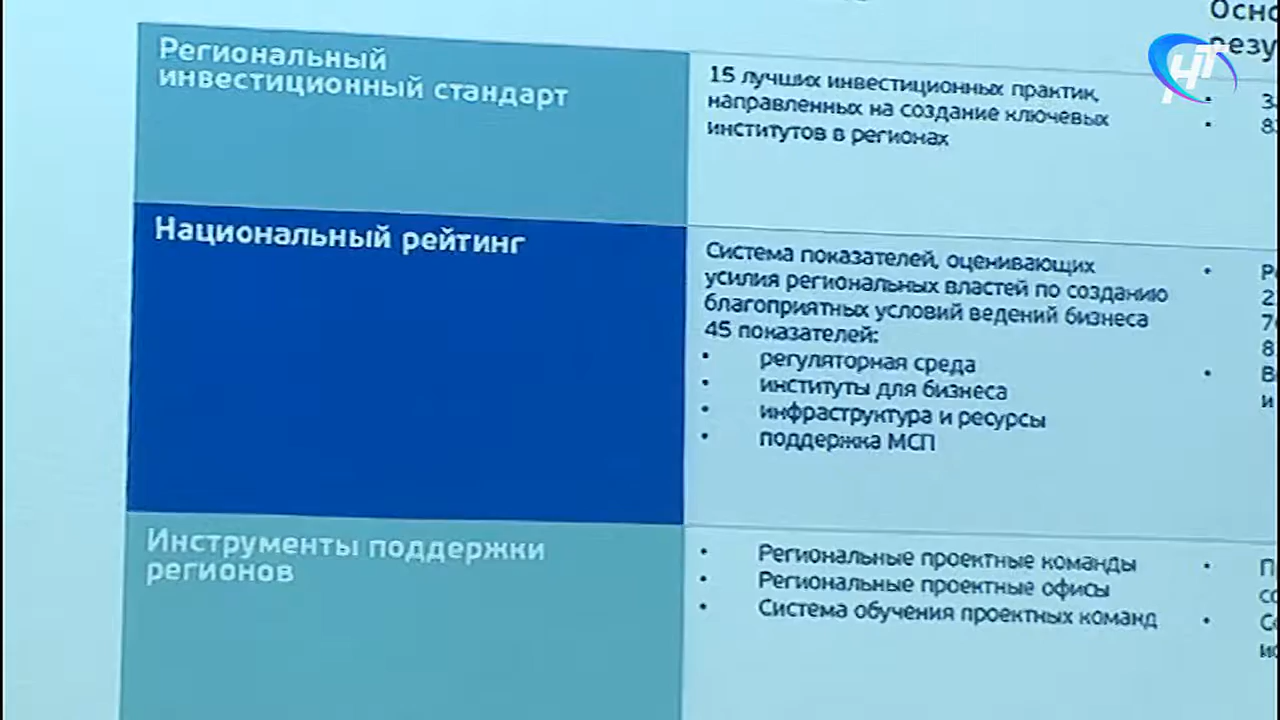 Региональный
инвестиционный стандарт
15 лучших инвестиционных практик,
направленных на создание ключевых
институтов в регионах
Национальный рейтинг
Система показателей, оценивающих
усилия региональных властей по созданию
благоприятных условий ведений бизнеса
45 показателей:
• регуляторная среда
• институты для бизнеса
• инфраструктура и ресурсы
• поддержка МСП
Инструменты поддержки
регионов
• Региональные проектные команды
• Региональные проектные офисы
• Система обучения проектных команд
НТ